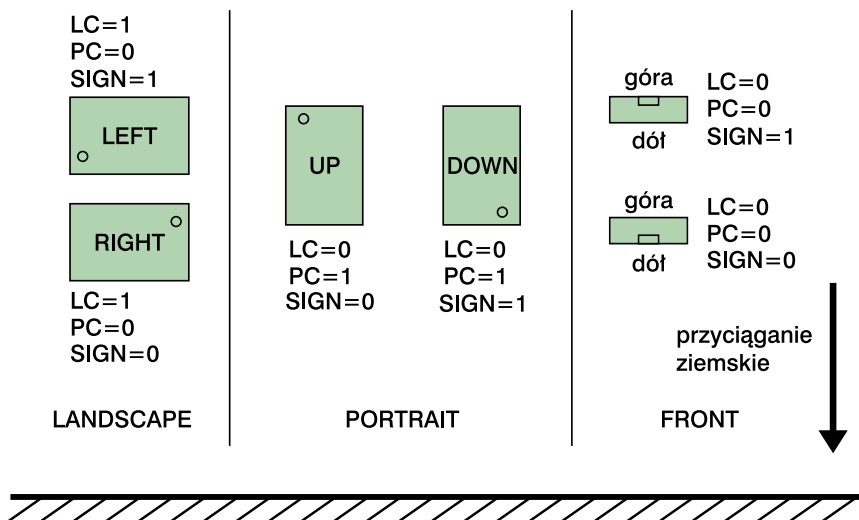 LC=1
PC=0
SIGN=1
LEFT
RIGHT
LC=1
PC=0
SIGN=0
LANDSCAPE
UP
LC=0
PC=1
SIGN=0
DOWN
LC=0
PC=1
SIGN=1
PORTRAIT
góra
dół
LC=0
PC=0
SIGN=1
góra
dół
LC=0
PC=0
SIGN=0
przyciąganie
ziemskie
FRONT